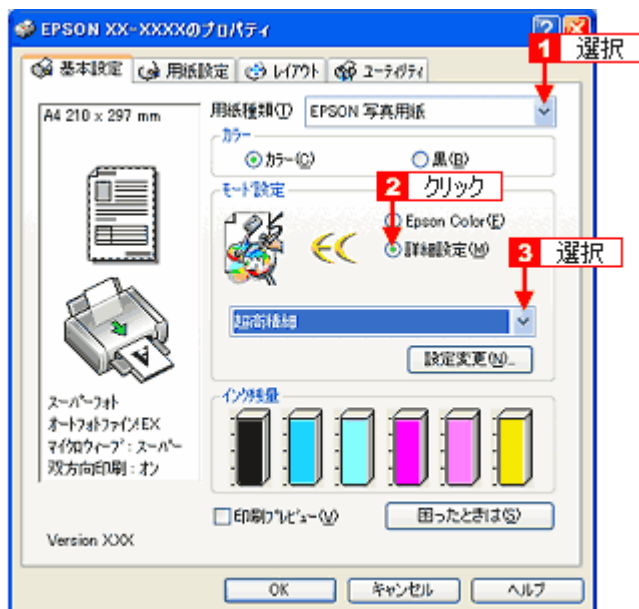 EPSON XX-XXXXのプロパティ
1 選択
基本設定 用紙設定 レイアウト ユーティリティ
A4 210 x 297 mm
用紙種類(T) EPSON 写真用紙
カラー
カラー(C) 黒(B)
モード設定
2 クリック
Epson Color(E)
詳細設定(M)
3 選択
超高精細
設定変更(N)...
スーパーフォト
オートフォトファイン!EX
マイクロウィーブ：スーパー
双方向印刷：オン
インク残量
印刷プレビュー(V) 困ったときは(S)
Version XXX
OK キャンセル ヘルプ